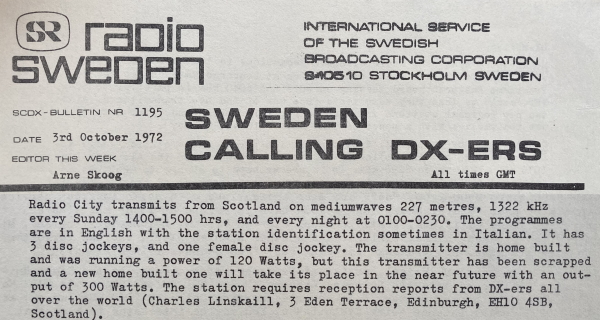 SR radio
sweden
INTERNATIONAL SERVICE
OF THE SWEDISH
BROADCASTING CORPORATION
S-10510 STOCKHOLM SWEDEN
SCDX-BULLETIN NR 1195
DATE 3rd October 1972
EDITOR THIS WEEK
Arne Skoog
SWEDEN
CALLING DX-ERS
All times GMT
Radio City transmits from Scotland on mediumwaves 227 metres, 1322 kHz
every Sunday 1400-1500 hrs, and every night at 0100-0230. The programmes
are in English with the station identification sometimes in Italian. It has
3 disc jockeys, and one female disc jockey. The transmitter is home built
and was running a power of 120 Watts, but this transmitter has been scrapped
and a new home built one will take its place in the near future with an out-
put of 300 Watts. The station requires reception reports from DX-ers all
over the world (Charles Linskaill, 3 Eden Terrace, Edinburgh, EH10 4SB,
Scotland).